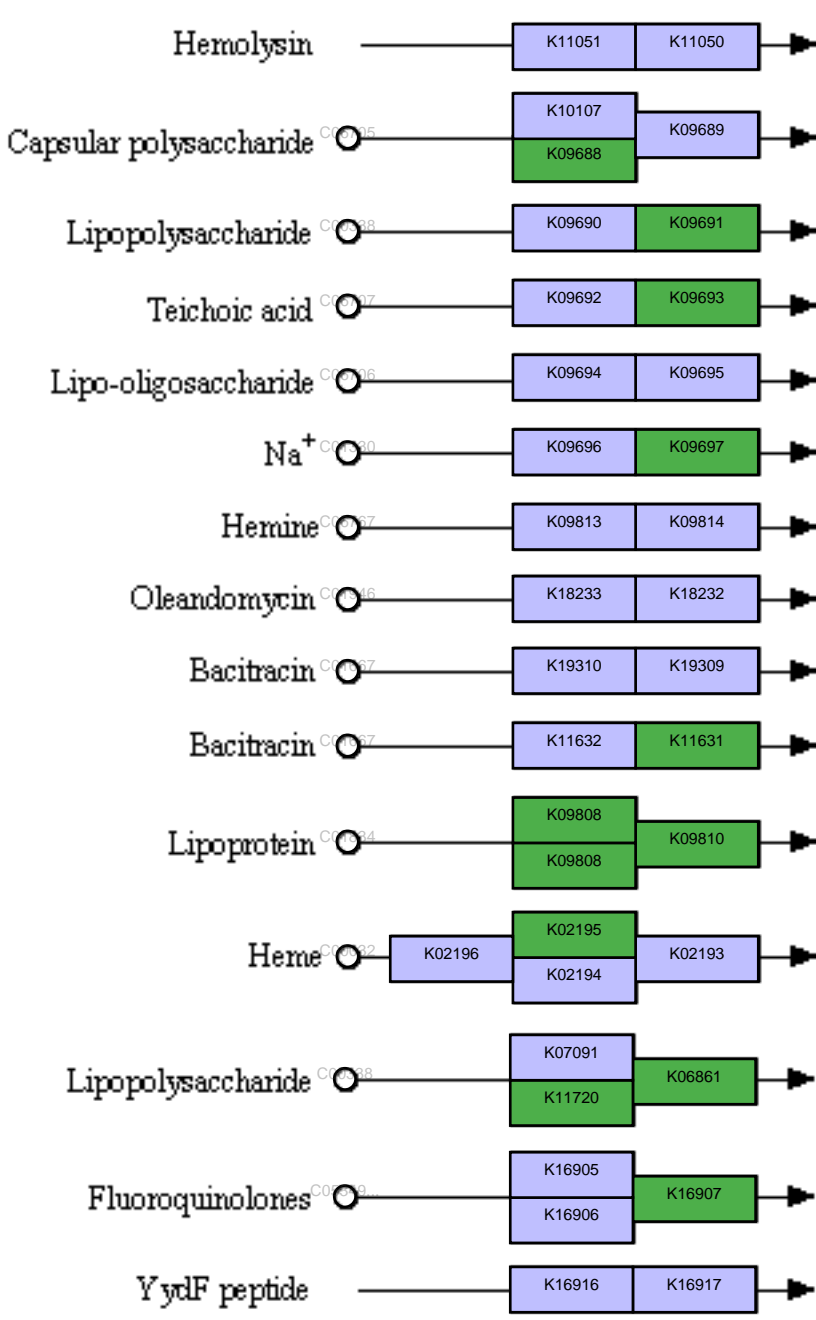 Hemolysin K11051 K11050
K10107
Capsular polysaccharide K09689
K09688
Lipopolysaccharide K09690 K09691
Teichoic acid K09692 K09693
Lipo-oligosaccharide K09694 K09695
Na+ K09696 K09697
Hemine K09813 K09814
Oleandomycin K18233 K18232
Bacitracin K19310 K19309
Bacitracin K11632 K11631
K09808
Lipoprotein K09810
K09808
K02195
Heme K02196 K02193
K02194
K07091
Lipopolysaccharide K06861
K11720
K16905
Fluoroquinolones K16907
K16906
YydF peptide K16916 K16917